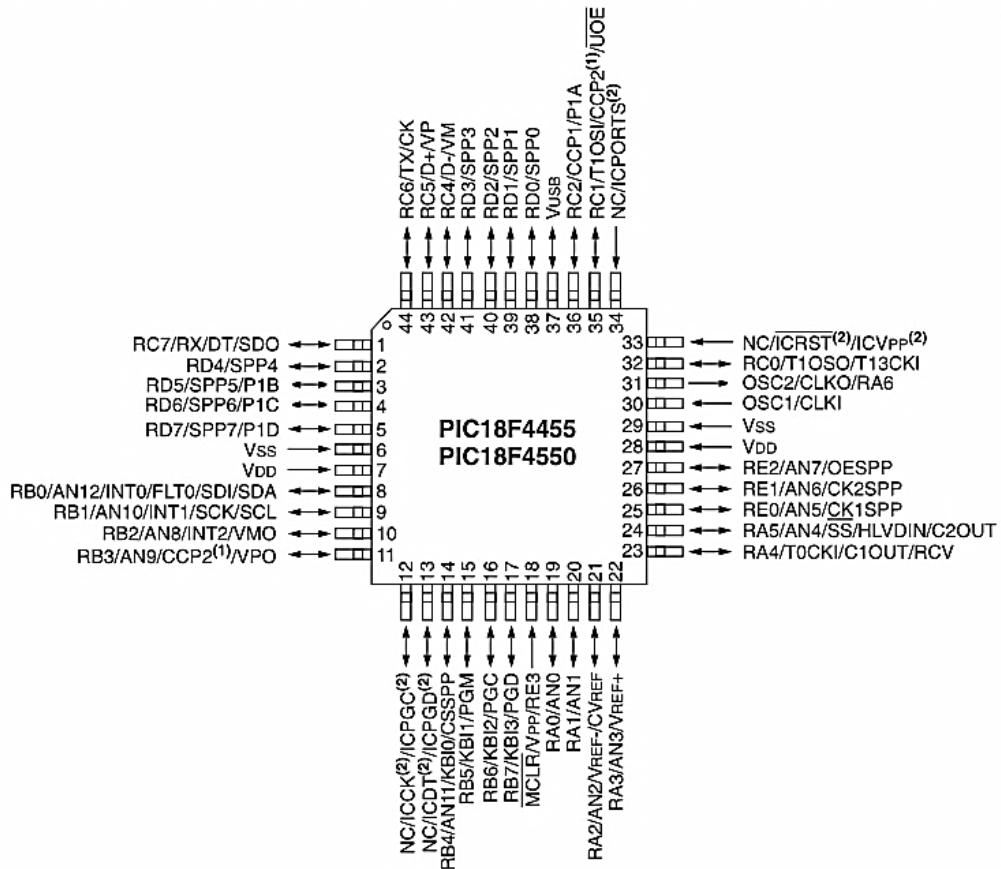 RC6/TX/CK
RC5/D+/VP
RC4/D-/VM
RD3/SPP3
RD2/SPP2
RD1/SPP1
RD0/SPP0
VUSB
RC2/CCP1/P1A
RC1/T1OSI/CCP2(1)/UOE
NC/ICPORTS(2)
44
43
42
41
40
39
38
37
36
35
34
RC7/RX/DT/SDO
1
RD4/SPP4
2
RD5/SPP5/P1B
3
RD6/SPP6/P1C
4
RD7/SPP7/P1D
5
VSS
6
VDD
7
RB0/AN12/INT0/FLT0/SDI/SDA
8
RB1/AN10/INT1/SCK/SCL
9
RB2/AN8/INT2/VMO
10
RB3/AN9/CCP2(1)/VPO
11
PIC18F4455
PIC18F4550
33
NC/ICRST(2)/ICVPP(2)
32
RC0/T1OSO/T13CKI
31
OSC2/CLKO/RA6
30
OSC1/CLKI
29
VSS
28
VDD
27
RE2/AN7/OESPP
26
RE1/AN6/CK2SPP
25
RE0/AN5/CK1SPP
24
RA5/AN4/SS/HLVDIN/C2OUT
23
RA4/T0CKI/C1OUT/RCV
12
13
14
15
16
17
18
19
20
21
22
NC/ICCK(2)/ICPGC(2)
NC/ICDT(2)/ICPGD(2)
RB4/AN11/KBI0/CSSPP
RB5/KBI1/PGM
RB6/KBI2/PGC
RB7/KBI3/PGD
MCLR/VPP/RE3
RA0/AN0
RA1/AN1
RA2/AN2/VREF-/CVREF
RA3/AN3/VREF+